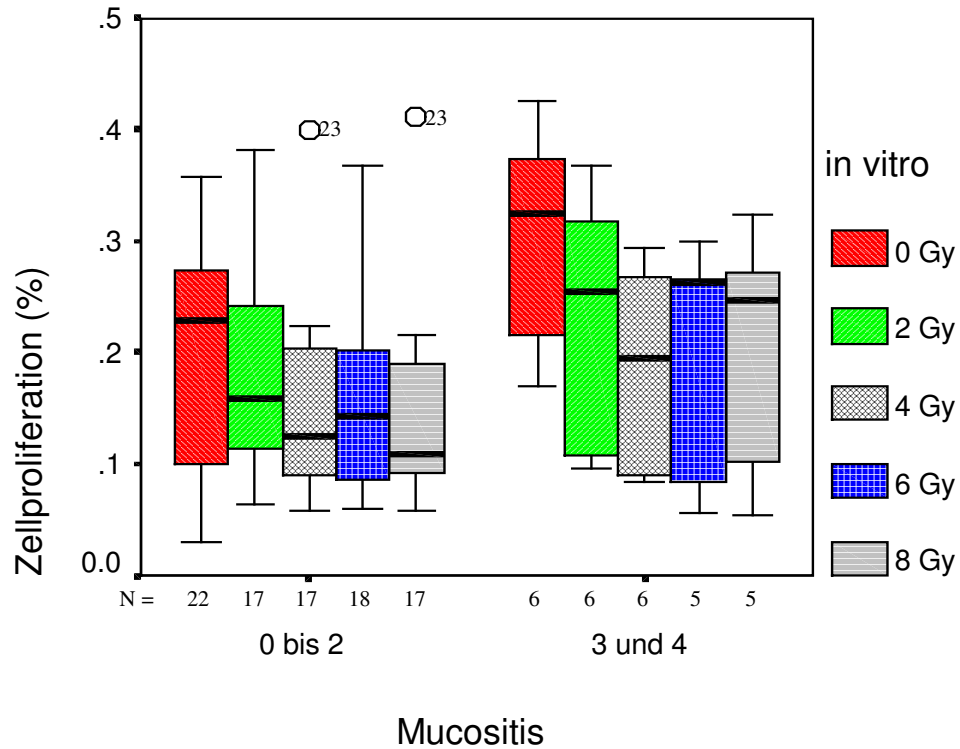 .5
.4
.3
.2
.1
0.0
Zellproliferation (%)
23
23
N = 22 17 17 18 17 6 6 6 5 5
0 bis 2 3 und 4
Mucositis
in vitro
0 Gy
2 Gy
4 Gy
6 Gy
8 Gy